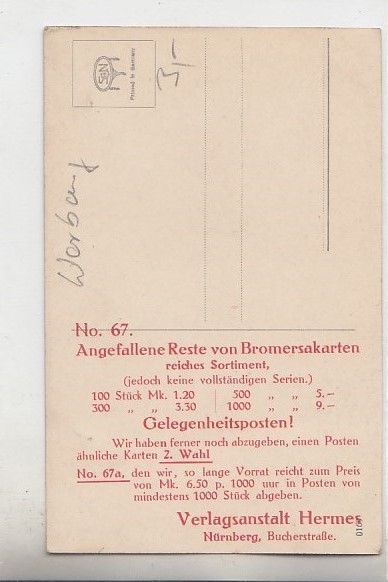 S&N
Printed in Germany
3,-
Werbung
No. 67.
Angefallene Reste von Bromersakarten
reiches Sortiment,
(jedoch keine vollständigen Serien.)
100 Stück Mk. 1.20 500 „ „ 5.–
300 „ „ 3.30 1000 „ „ 9.–
Gelegenheitsposten!
Wir haben ferner noch abzugeben, einen Posten
ähnliche Karten 2. Wahl
No. 67a, den wir, so lange Vorrat reicht zum Preis
von Mk. 6.50 p. 1000 uur in Posten von
mindestens 1000 Stück abgeben.
Verlagsanstalt Hermes
Nürnberg, Bucherstraße.